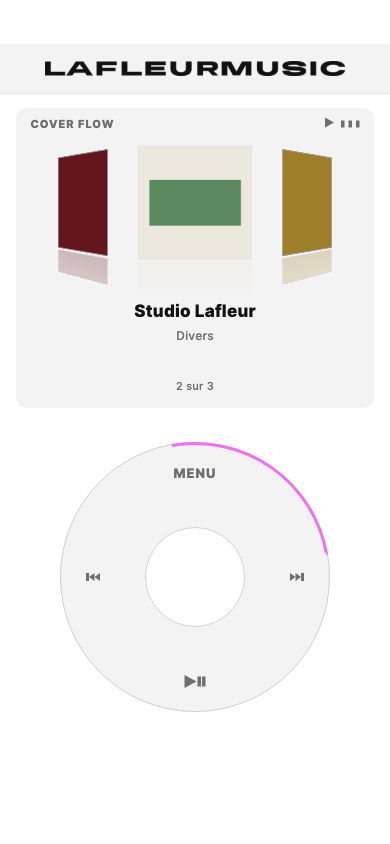 LAFLEURMUSIC
COVER FLOW
Studio Lafleur
Divers
2 sur 3
MENU